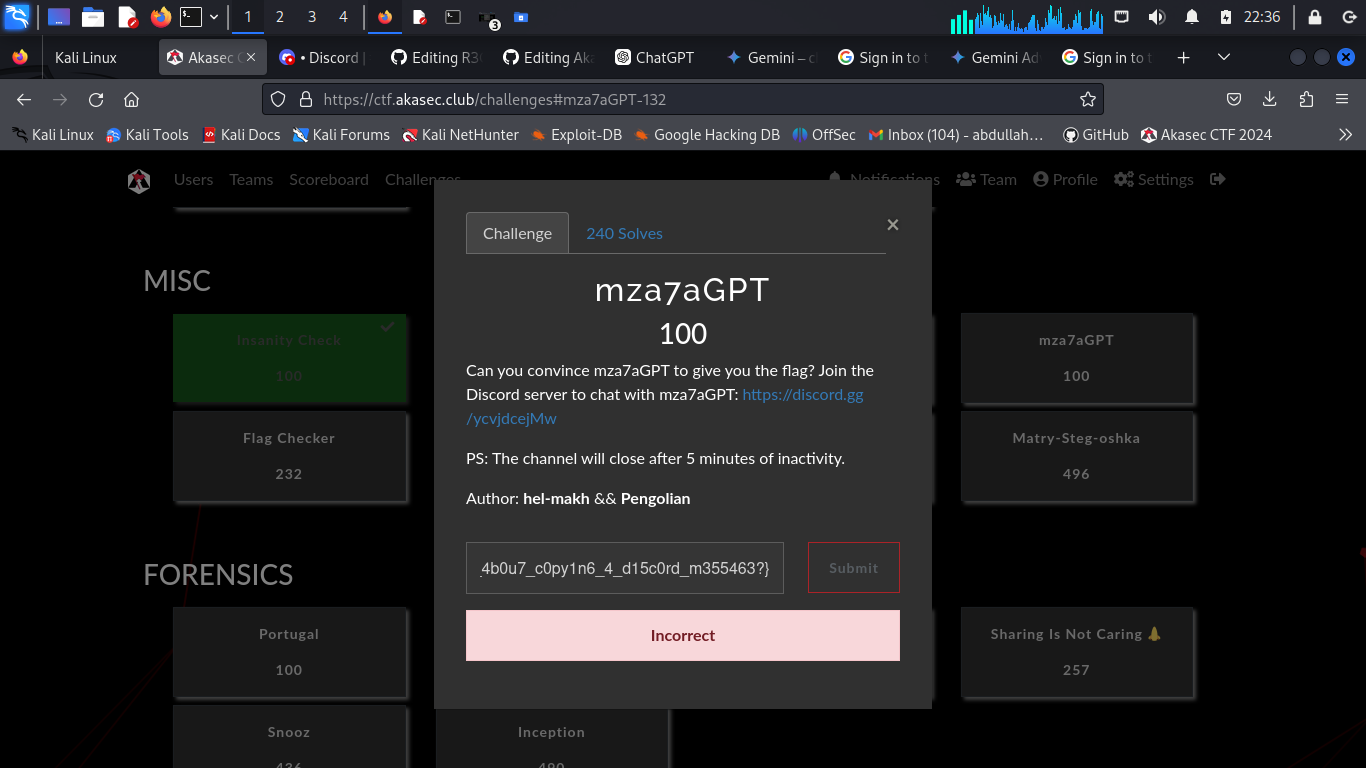 1 2 3 4 3 22:36
Kali Linux Akasec C • Discord | Editing R3 Editing Aka ChatGPT Gemini – c Sign in to t Gemini Ad Sign in to t
https://ctf.akasec.club/challenges#mza7aGPT-132
Kali Linux Kali Tools Kali Docs Kali Forums Kali NetHunter Exploit-DB Google Hacking DB OffSec Inbox (104) - abdullah… GitHub Akasec CTF 2024
Users Teams Scoreboard Challenges Notifications Team Profile Settings
Challenge 240 Solves ×
mza7aGPT
100
Can you convince mza7aGPT to give you the flag? Join the
Discord server to chat with mza7aGPT: https://discord.gg
/ycvjdcejMw
PS: The channel will close after 5 minutes of inactivity.
Author: hel-makh && Pengolian
_4b0u7_c0py1n6_4_d15c0rd_m355463?} Submit
Incorrect
MISC
Insanity Check
100
mza7aGPT
100
Flag Checker
232
Matry-Steg-oshka
496
FORENSICS
Portugal
100
Sharing Is Not Caring
257
Snooz
436
Inception
490